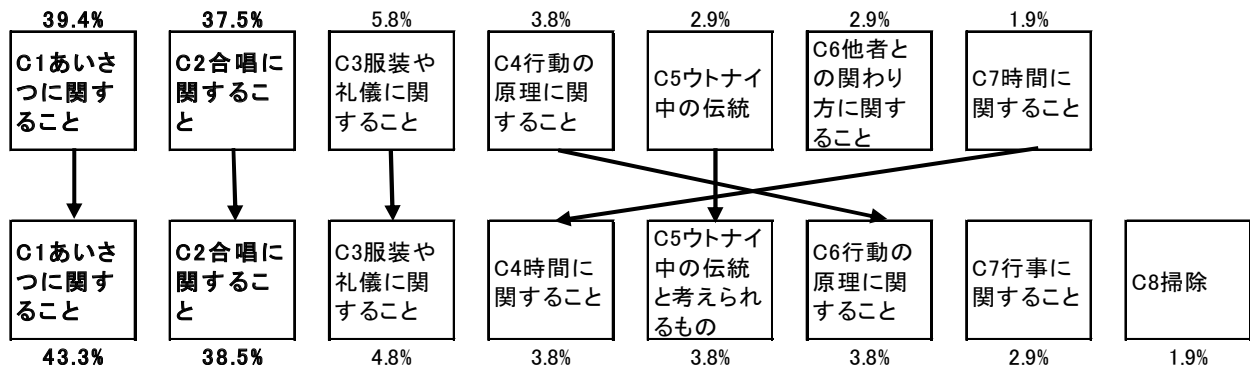 39.4% 37.5% 5.8% 3.8% 2.9% 2.9% 1.9%
C1あいさ
つに関す
ること
C2合唱に
関するこ
と
C3服装や
礼儀に関
すること
C4行動の
原理に関
すること
C5ウトナイ
中の伝統
C6他者と
の関わり
方に関す
ること
C7時間に
関すること
C1あいさ
つに関す
ること
C2合唱に
関するこ
と
C3服装や
礼儀に関
すること
C4時間に
関すること
C5ウトナイ
中の伝統
と考えられ
るもの
C6行動の
原理に関
すること
C7行事に
関すること
C8掃除
43.3% 38.5% 4.8% 3.8% 3.8% 3.8% 2.9% 1.9%